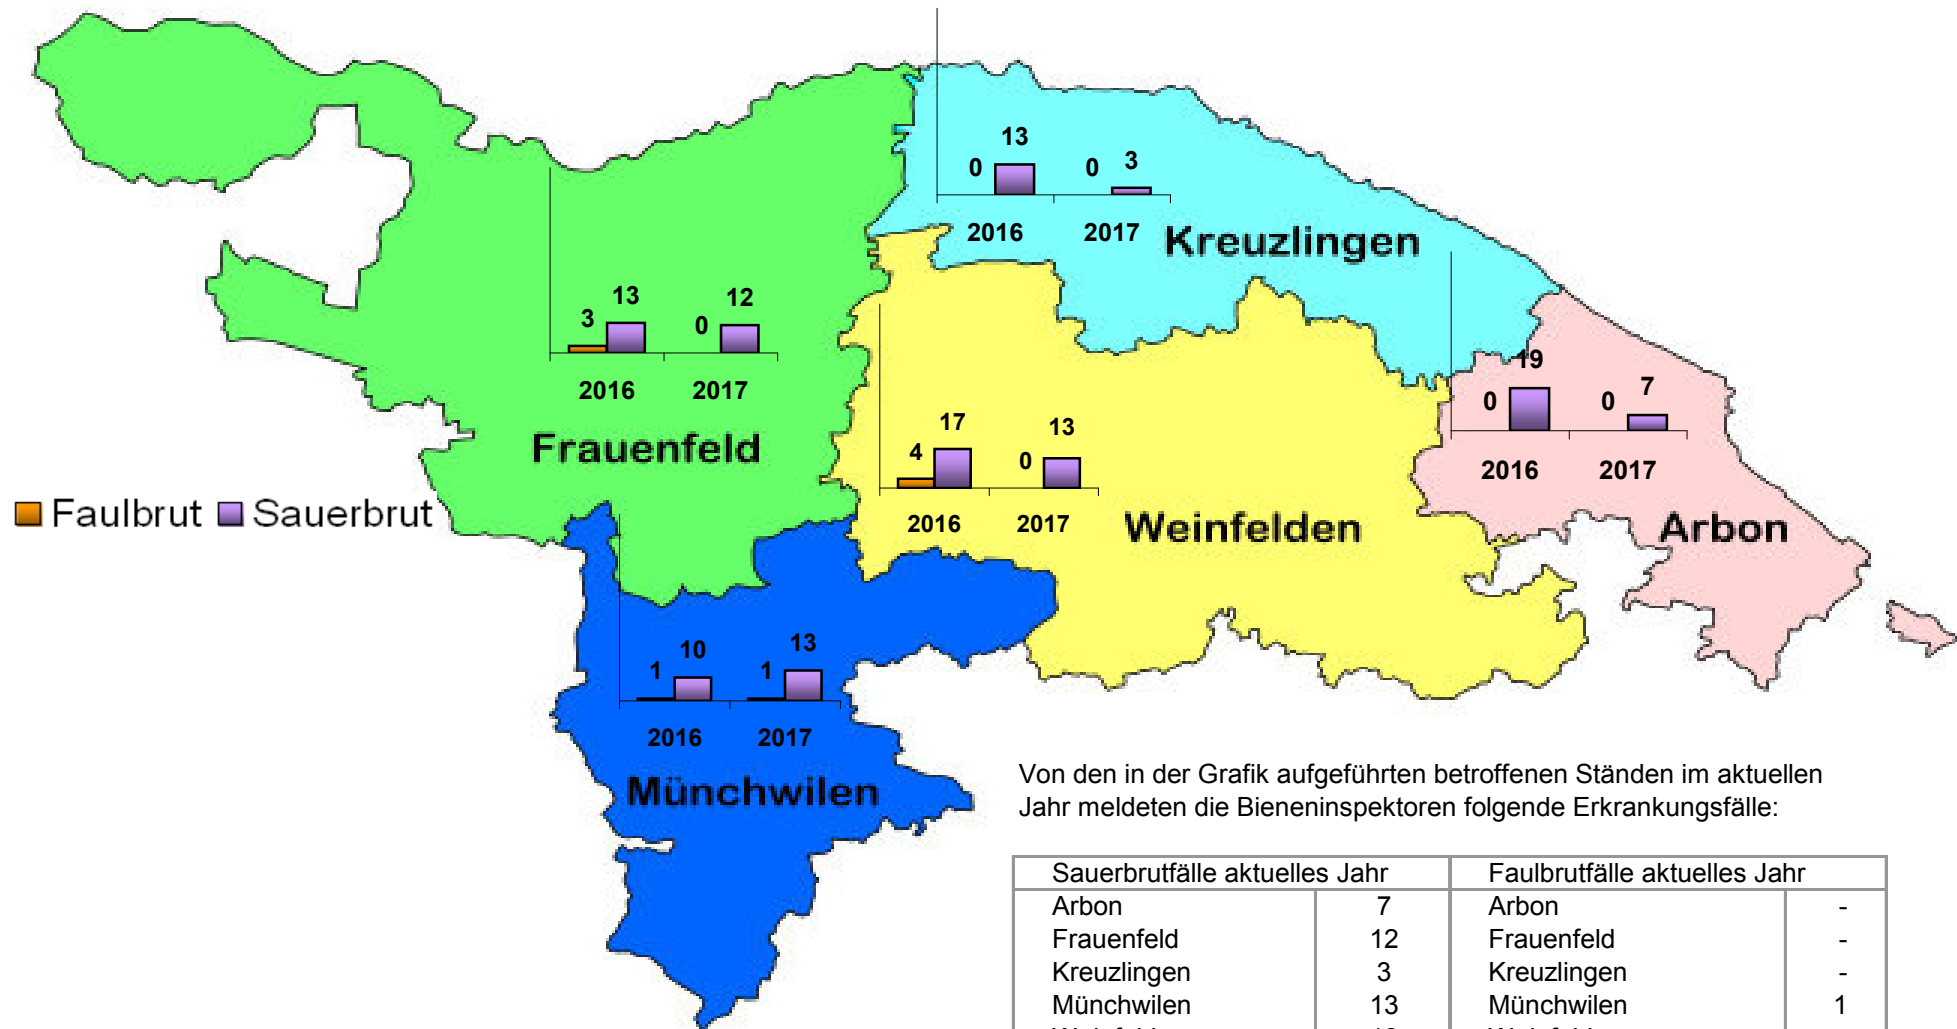 13
0
0
3
2016
2017
Kreuzlingen
3
13
0
12
2016
2017
Frauenfeld
19
0
0
7
2016
2017
Arbon
4
17
0
13
2016
2017
Weinfelden
Faulbrut Sauerbrut
1
10
1
13
2016
2017
Münchwilen
Von den in der Grafik aufgeführten betroffenen Ständen im aktuellen
Jahr meldeten die Bieneninspektoren folgende Erkrankungsfälle:
Sauerbrutfälle aktuelles Jahr Faulbrutfälle aktuelles Jahr
Arbon 7 Arbon -
Frauenfeld 12 Frauenfeld -
Kreuzlingen 3 Kreuzlingen -
Münchwilen 13 Münchwilen 1